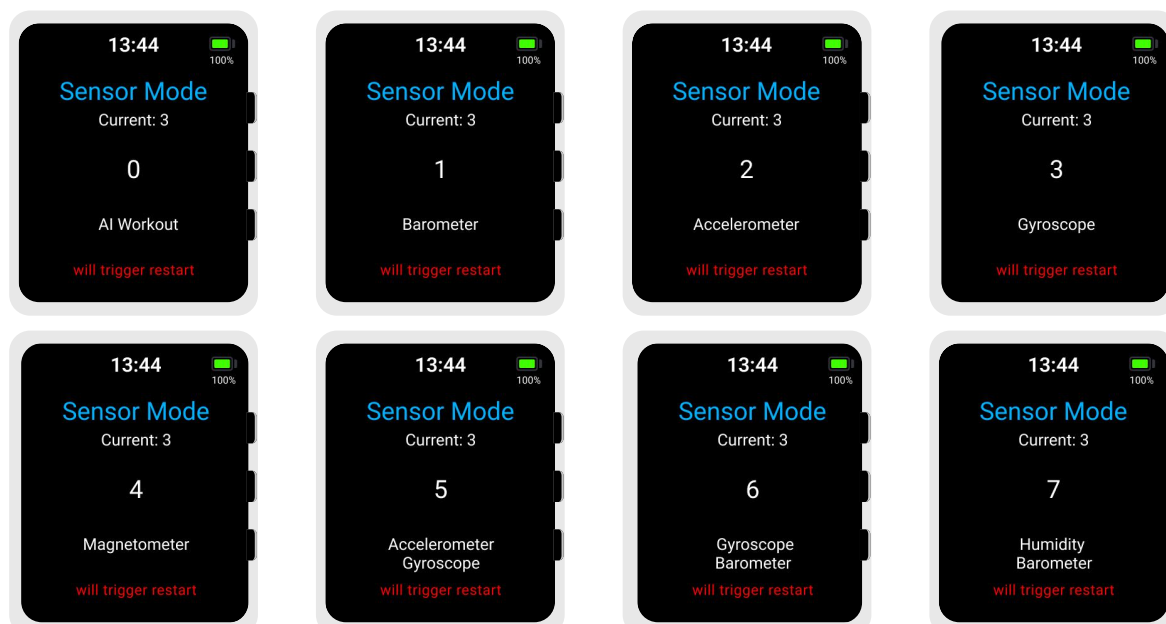 13:44
100%
Sensor Mode
Current: 3
0
AI Workout
will trigger restart
13:44
100%
Sensor Mode
Current: 3
1
Barometer
will trigger restart
13:44
100%
Sensor Mode
Current: 3
2
Accelerometer
will trigger restart
13:44
100%
Sensor Mode
Current: 3
3
Gyroscope
will trigger restart
13:44
100%
Sensor Mode
Current: 3
4
Magnetometer
will trigger restart
13:44
100%
Sensor Mode
Current: 3
5
Accelerometer
Gyroscope
will trigger restart
13:44
100%
Sensor Mode
Current: 3
6
Gyroscope
Barometer
will trigger restart
13:44
100%
Sensor Mode
Current: 3
7
Humidity
Barometer
will trigger restart